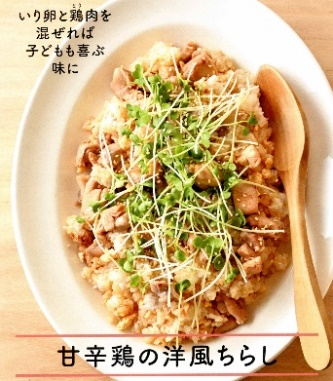 いり卵と鶏肉を
混ぜれば
子どもも喜ぶ
味に
甘辛鶏の洋風ちらし